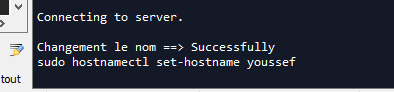 Connecting to server.
Changement le nom ==> Successfully
sudo hostnamectl set-hostname youssef
tout